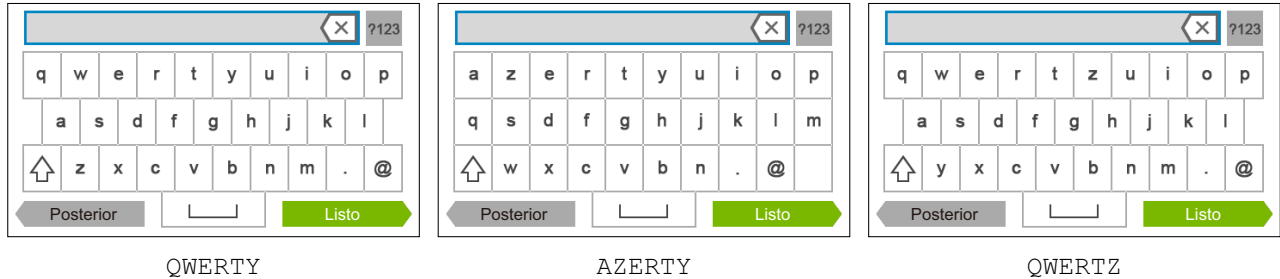 ?123
q w e r t y u i o p
a s d f g h j k l
z x c v b n m . @
Posterior Listo
QWERTY
?123
a z e r t y u i o p
q s d f g h j k l m
w x c v b n . @
Posterior Listo
AZERTY
?123
q w e r t z u i o p
a s d f g h j k l
y x c v b n m . @
Posterior Listo
QWERTZ